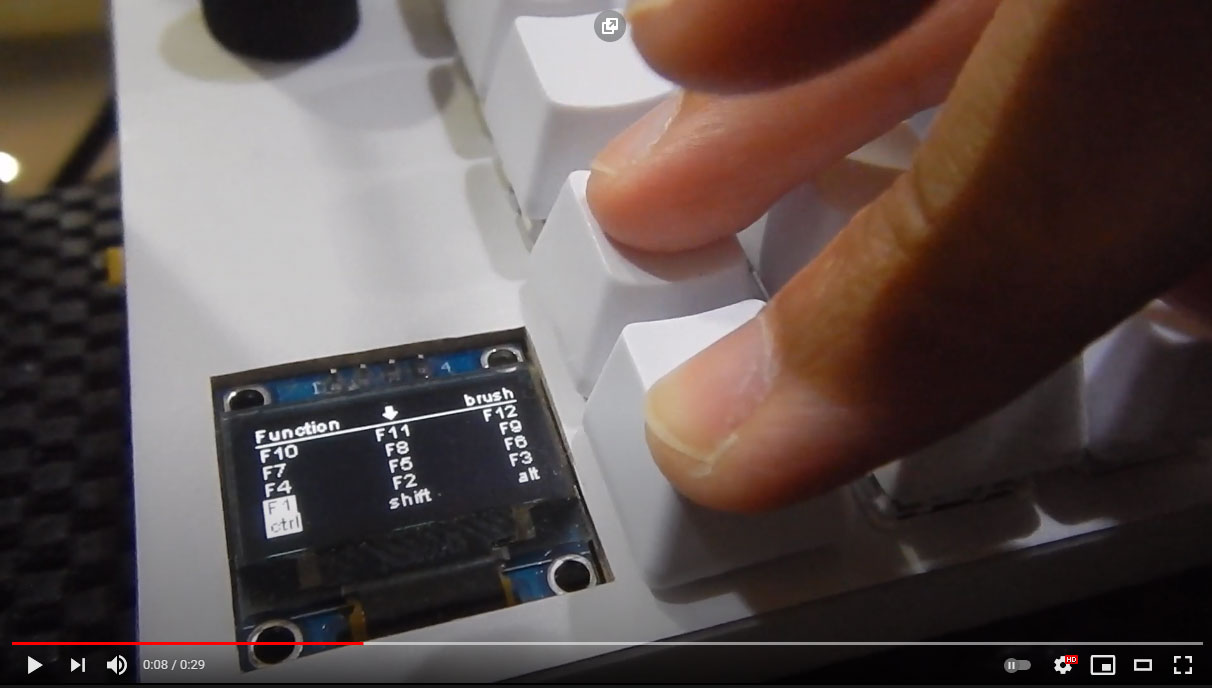 4
Function brush
F10 F11 F12
F7 F8 F9
F4 F5 F6
F1 F2 F3
ctrl shift alt
0:08 / 0:29
HD